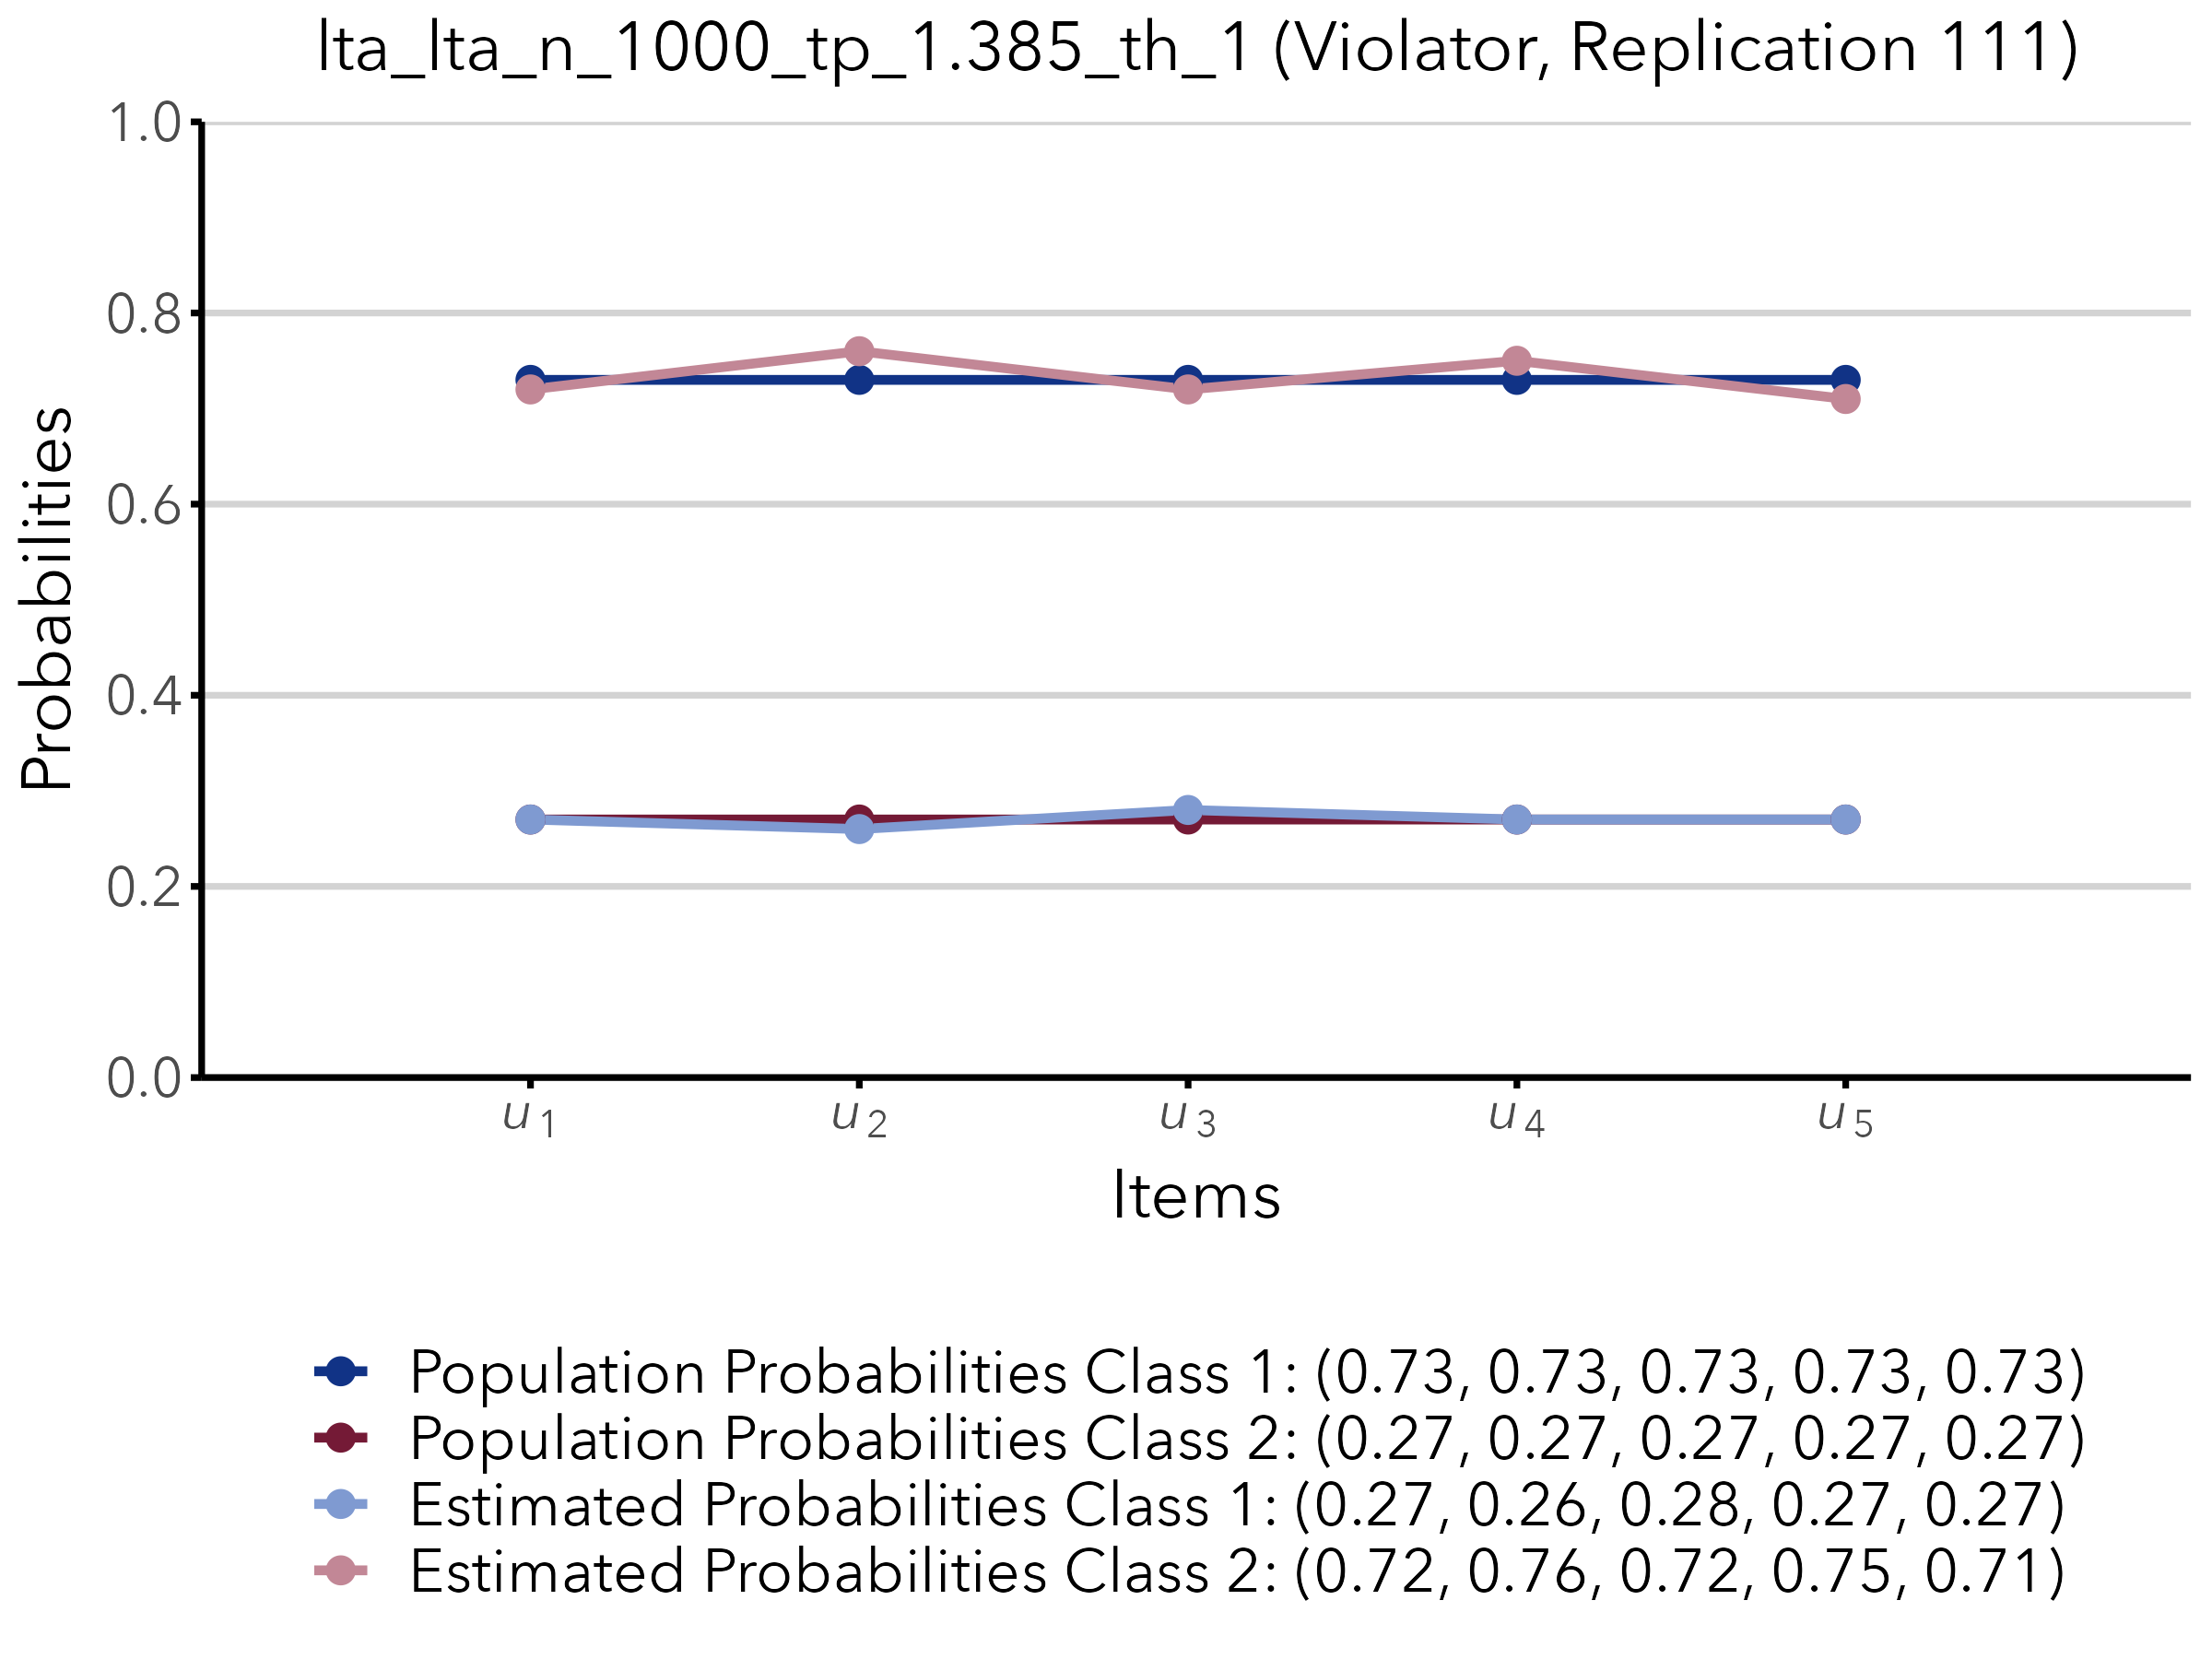 lta_lta_n_1000_tp_1.385_th_1 (Violator, Replication 111)
1.0
0.8
0.6
0.4
0.2
0.0
Probabilities
u1 u2 u3 u4 u5
Items
Population Probabilities Class 1: (0.73, 0.73, 0.73, 0.73, 0.73)
Population Probabilities Class 2: (0.27, 0.27, 0.27, 0.27, 0.27)
Estimated Probabilities Class 1: (0.27, 0.26, 0.28, 0.27, 0.27)
Estimated Probabilities Class 2: (0.72, 0.76, 0.72, 0.75, 0.71)